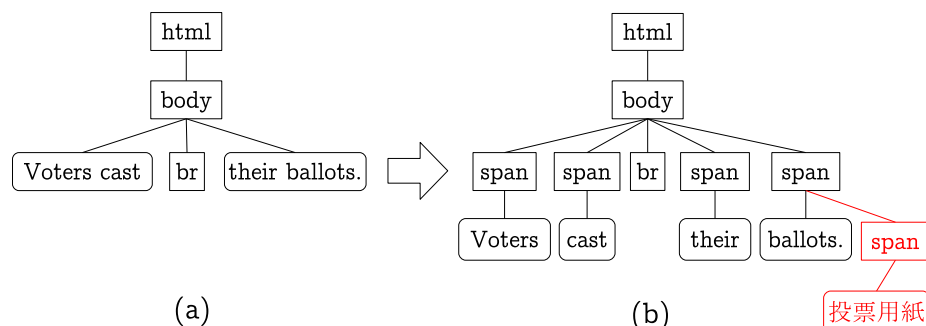 html
body
Voters cast
br
their ballots.
(a)
html
body
span
span
br
span
span
Voters
cast
their
ballots.
span
投票用紙
(b)